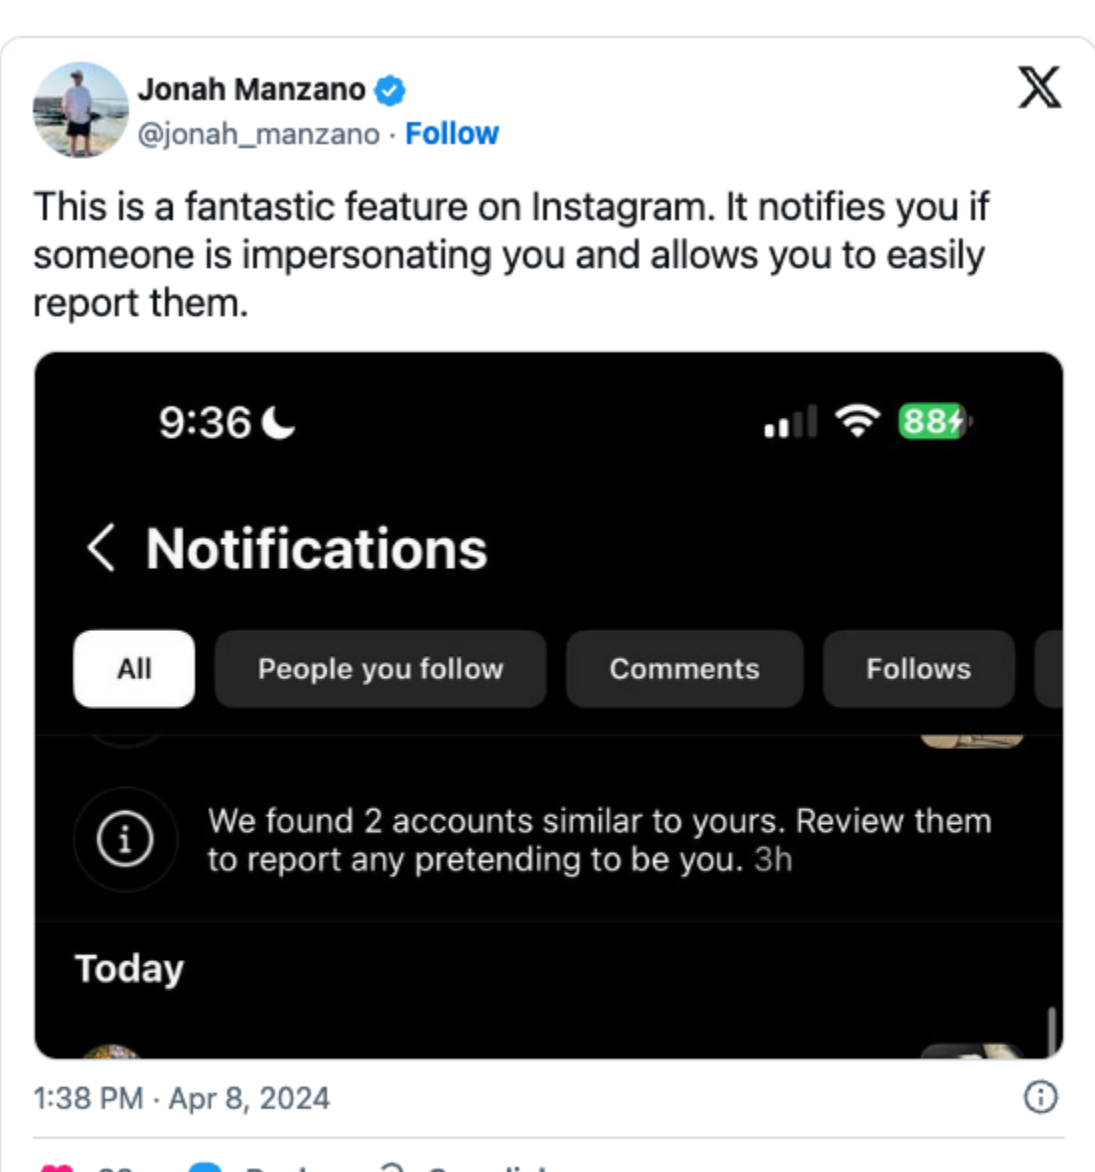 Jonah Manzano
@jonah_manzano · Follow
This is a fantastic feature on Instagram. It notifies you if
someone is impersonating you and allows you to easily
report them.
9:36
88
Notifications
All
People you follow
Comments
Follows
We found 2 accounts similar to yours. Review them
to report any pretending to be you. 3h
Today
1:38 PM · Apr 8, 2024